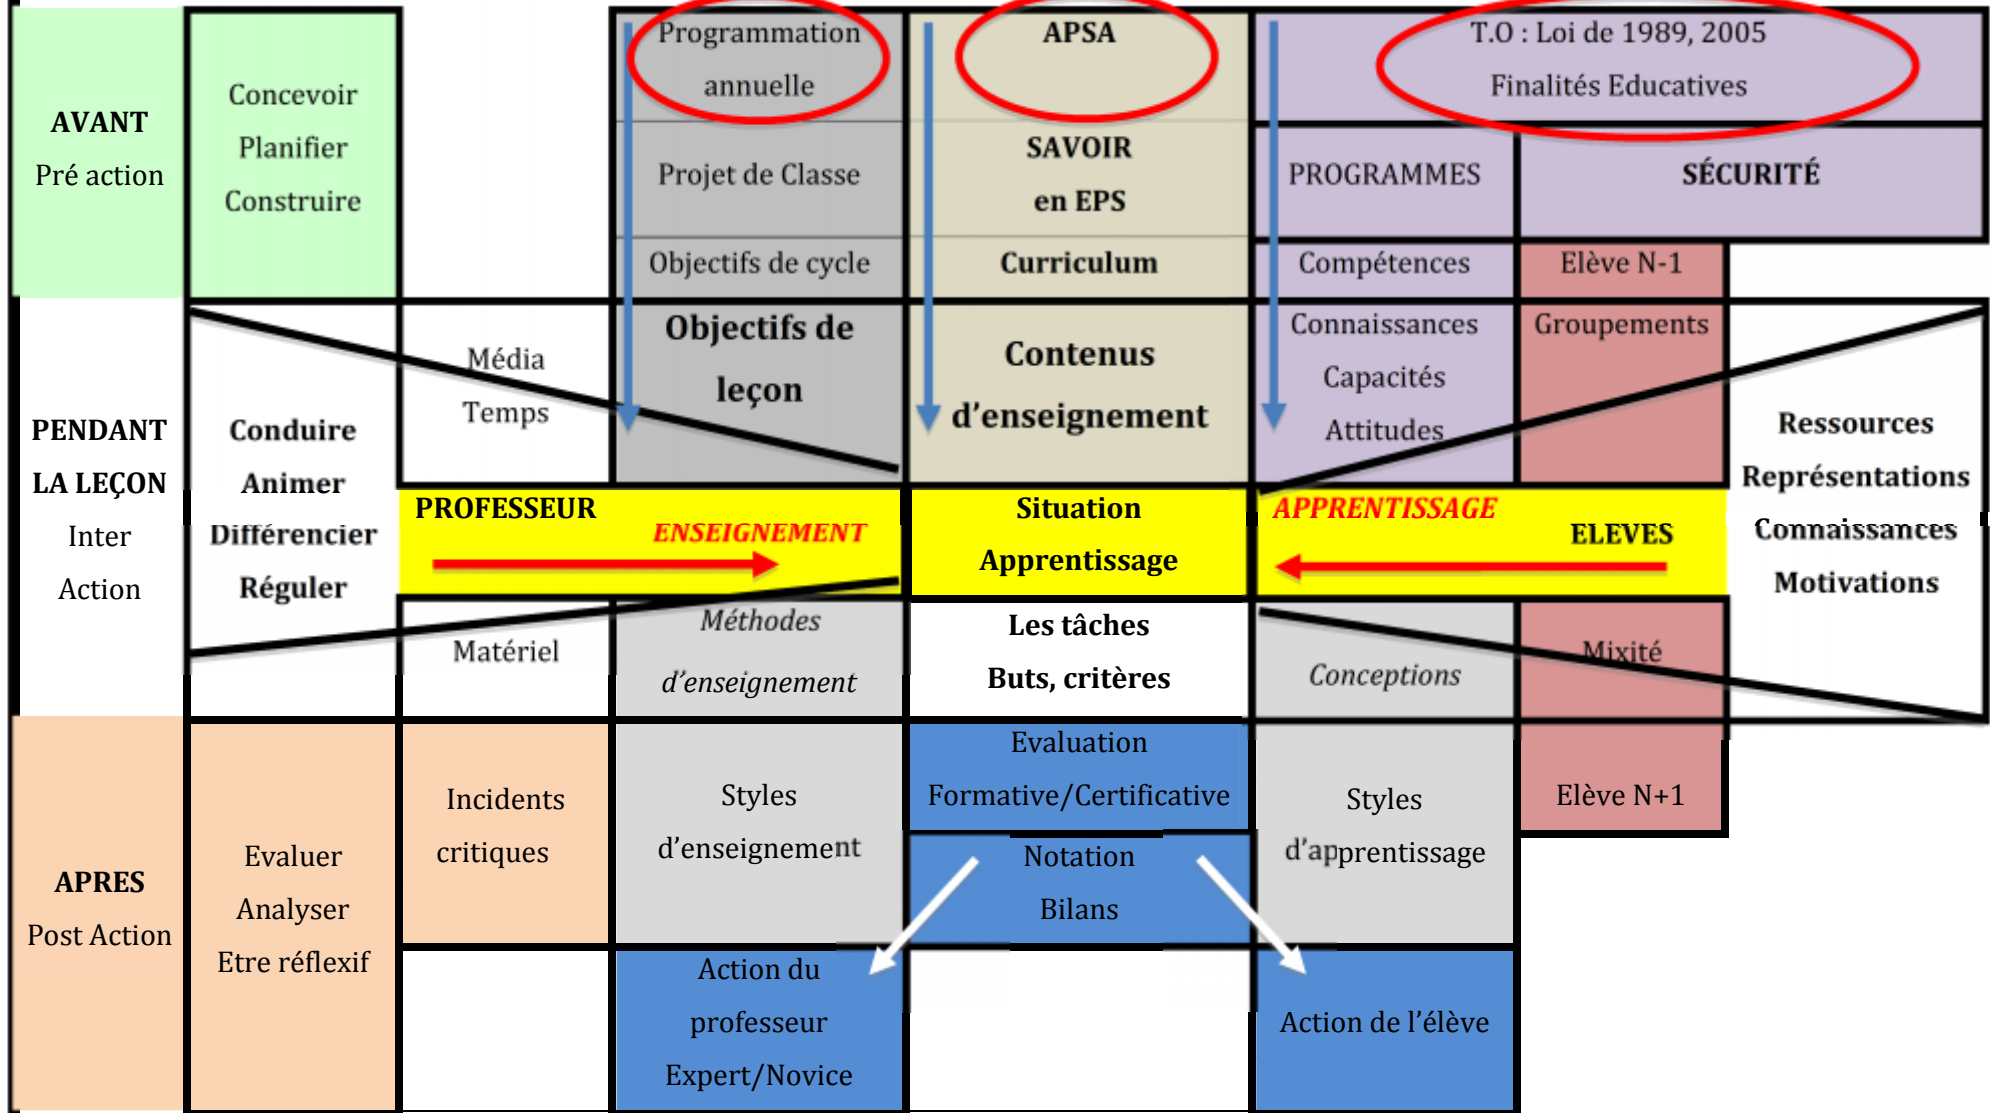 AVANT
Pré action
Concevoir
Planifier
Construire
Programmation
annuelle
Projet de Classe
Objectifs de cycle
APSA
SAVOIR
en EPS
Curriculum
T.O : Loi de 1989, 2005
Finalités Educatives
PROGRAMMES
SÉCURITÉ
Compétences
Elève N-1
PENDANT
LA LEÇON
Inter
Action
Conduire
Animer
Différencier
Réguler
Média
Temps
Objectifs de
leçon
Contenus
d'enseignement
Connaissances
Capacités
Attitudes
Groupements
Ressources
Représentations
Connaissances
Motivations
PROFESSEUR
ENSEIGNEMENT
Situation
Apprentissage
APPRENTISSAGE
ELEVES
Matériel
Méthodes
d'enseignement
Les tâches
Buts, critères
Conceptions
Mixité
APRES
Post Action
Evaluer
Analyser
Etre réflexif
Incidents
critiques
Styles
d'enseignement
Evaluation
Formative/Certificative
Notation
Bilans
Styles
d'apprentissage
Elève N+1
Action du
professeur
Expert/Novice
Action de l'élève